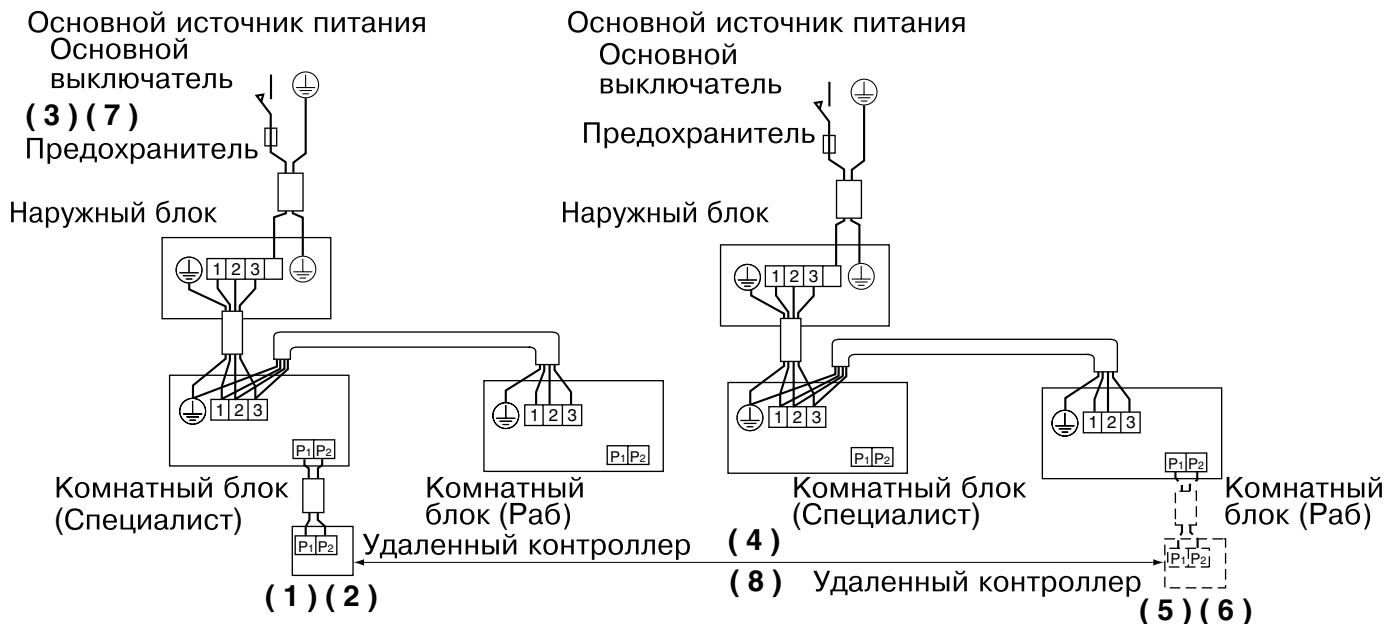 Основной источник питания
Основной
выключатель
( 3 ) ( 7 )
Предохранитель
Наружный блок
1 2 3
1 2 3
P1 P2
Комнатный блок
(Специалист)
P1 P2
( 1 ) ( 2 )
1 2 3
P1 P2
Комнатный
блок (Раб)
Удаленный контроллер
Основной источник питания
Основной
выключатель
Предохранитель
Наружный блок
1 2 3
1 2 3
P1 P2
Комнатный блок
(Специалист)
( 4 )
( 8 )
1 2 3
P1 P2
Комнатный
блок (Раб)
P1 P2
Удаленный контроллер
( 5 ) ( 6 )